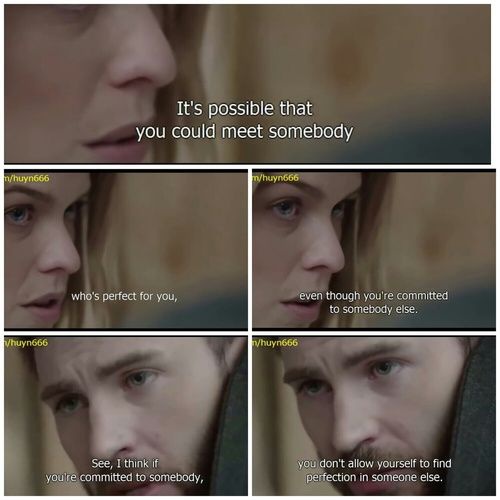 It's possible that
you could meet somebody
m/huyn666
who's perfect for you,
m/huyn666
even though you're committed
to somebody else.
m/huyn666
See, I think if
you're committed to somebody,
/huyn666
you don't allow yourself to find
perfection in someone else.